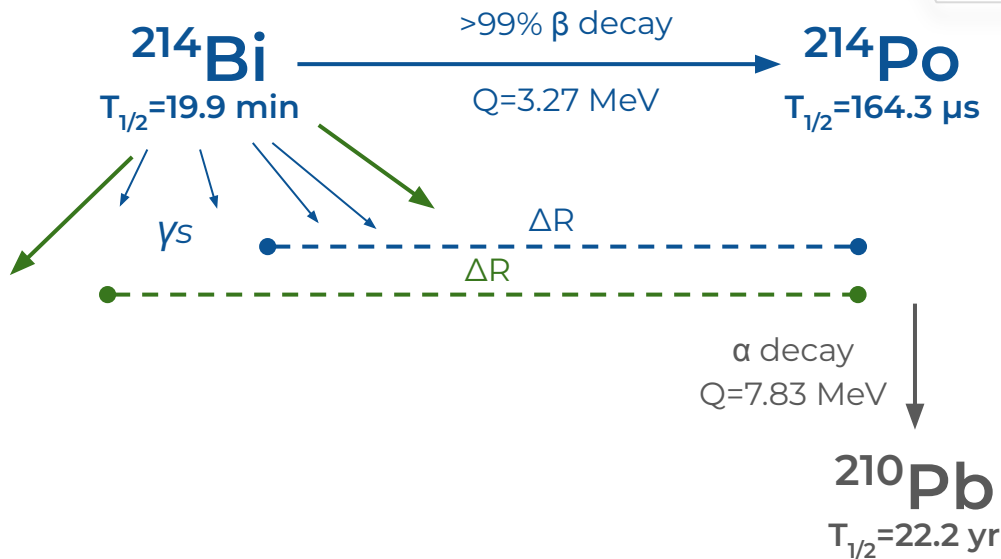 >99% β decay
²¹⁴Bi
²¹⁴Po
Q=3.27 MeV
T₁/₂=19.9 min
T₁/₂=164.3 µs
γs
ΔR
ΔR
α decay
Q=7.83 MeV
²¹⁰Pb
T₁/₂=22.2 yr